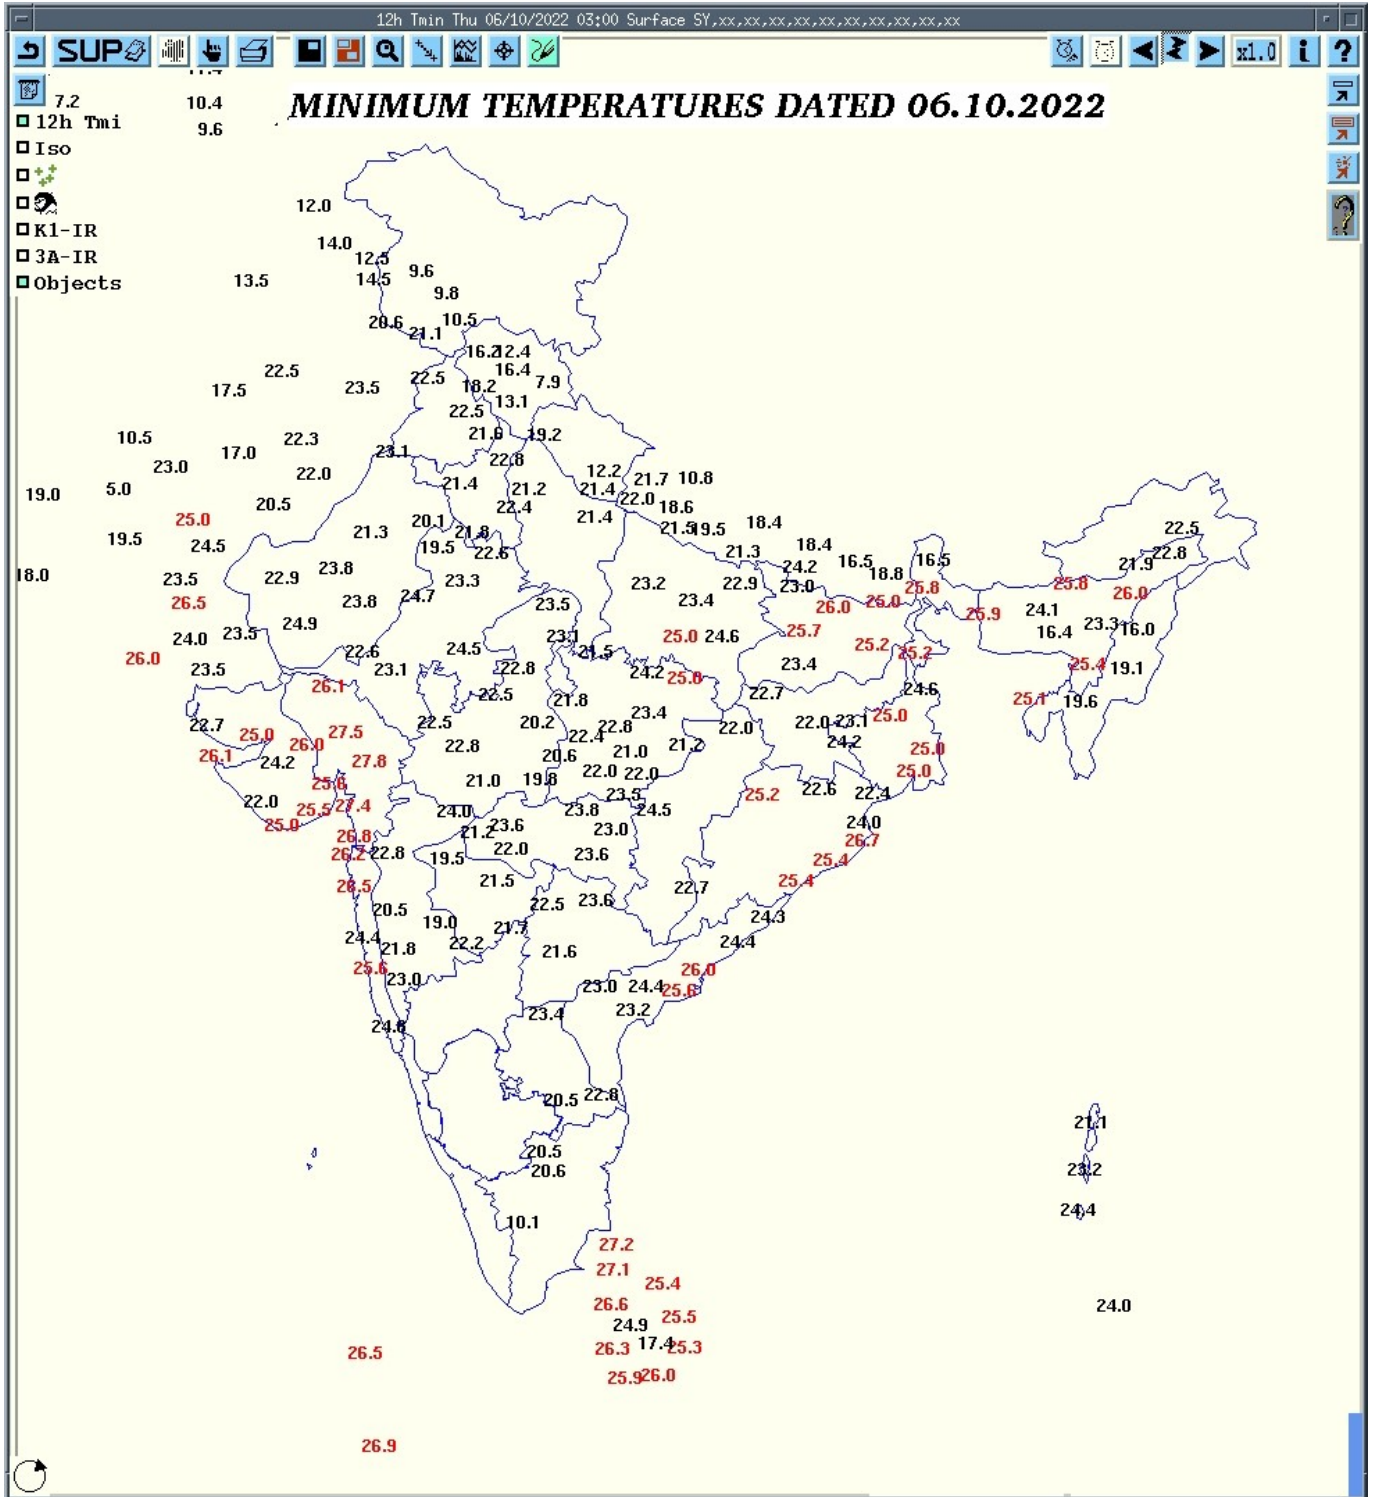 12h Tmin Thu 06/10/2022 03:00 Surface SY,xx,xx,xx,xx,xx,xx,xx,xx,xx,xx
SUP x1.0 i ?
7.2 10.4 MINIMUM TEMPERATURES DATED 06.10.2022
12h Tmi 9.6
Iso
K1-IR
3A-IR
Objects
12.0
14.0
12.5
9.6
13.5 14.5
9.8
20.6 21.1 10.5
16.2 12.4
22.5 16.4
17.5 23.5 22.5 18.2 7.9
13.1
22.5
10.5 22.3 21.6 19.2
17.0 23.1
23.0 22.0 22.8 12.2
21.7 10.8
19.0 5.0 21.4 21.2 21.4
22.0
20.5 22.4 18.6
25.0 20.1 21.4 18.4
19.5 24.5 21.3 21.8 21.5 19.5 22.5
19.5 22.6 21.3 18.4 22.8
18.0 23.8 24.2 16.5 16.5 21.9
23.5 22.9 23.3 23.2 22.9 23.0 18.8 25.8 25.8
26.5 23.8 24.7 23.5 23.4 26.0 25.0 26.0
24.9 25.9 24.1
24.0 23.5 23.1 25.0 24.6 25.7 16.4 23.3 16.0
26.0 22.6 24.5 21.5 25.2 25.2
23.5 23.1 22.8 24.2 25.0 23.4 25.4 19.1
26.1 22.5 21.8 22.7 24.6 25.1 19.6
22.7 22.5 20.2 23.4 22.0 22.0 23.1 25.0
25.0 27.5 22.4 22.8
26.1 26.0 22.8 20.6 21.0 21.2 24.2 25.0
24.2 27.8 22.0 22.0 25.0
25.6 21.0 19.8 23.5 25.2 22.6 22.4
22.0 25.5 27.4 24.0 23.8 24.5
25.0 26.8 21.2 23.6 23.0 24.0
26.2 22.8 19.5 22.0 23.6 26.7
25.4
26.5 21.5 22.7 25.4
20.5 22.5 23.6
19.0 21.7 24.3
24.4 21.8 22.2 21.6 24.4
25.6 23.0 26.0
23.0 24.4 25.6
24.8 23.4 23.2
20.5 22.8
21.1
20.5
20.6 23.2
10.1 24.4
27.2
27.1
25.4
26.6 24.0
24.9 25.5
26.5 26.3 17.4 25.3
25.9 26.0
26.9